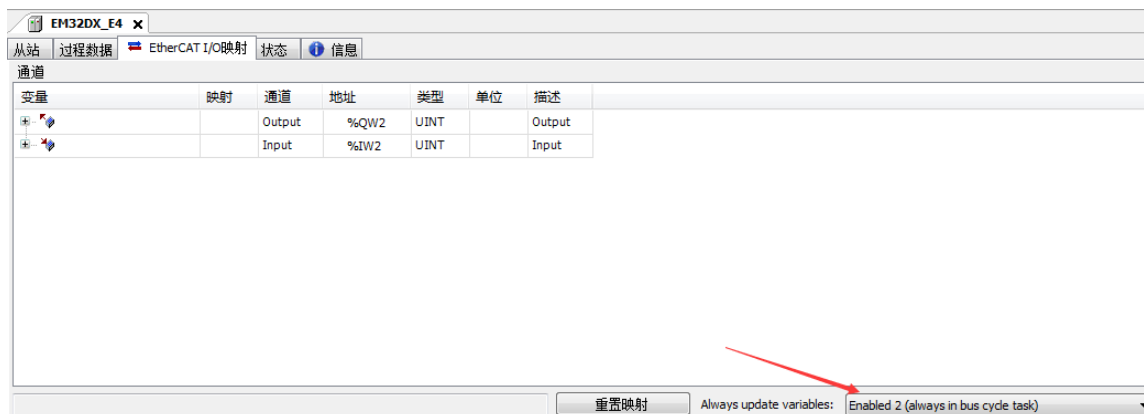 EM32DX_E4
从站 过程数据 EtherCAT I/O映射 状态 信息
通道
变量 映射 通道 地址 类型 单位 描述
Output %QW2 UINT Output
Input %IW2 UINT Input
重置映射 Always update variables: Enabled 2 (always in bus cycle task)